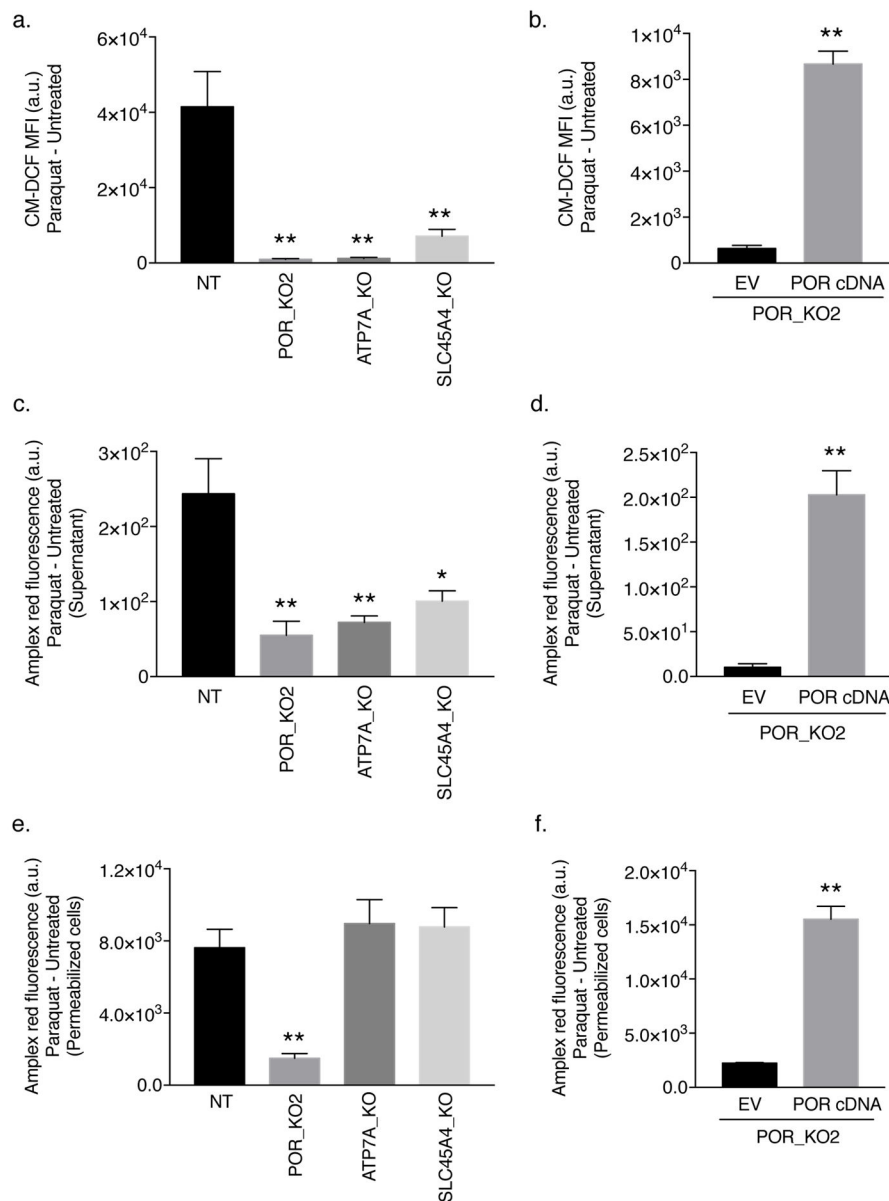 a.
CM-DCF MFI (a.u.)
Paraquat - Untreated
6×10⁴
4×10⁴
2×10⁴
0
**
**
**
NT
POR_KO2
ATP7A_KO
SLC45A4_KO
b.
CM-DCF MFI (a.u.)
Paraquat - Untreated
1×10⁴
8×10³
6×10³
4×10³
2×10³
0
**
EV POR cDNA
POR_KO2
c.
Amplex red fluorescence (a.u.)
Paraquat - Untreated
(Supernatant)
3×10²
2×10²
1×10²
0
**
**
*
NT
POR_KO2
ATP7A_KO
SLC45A4_KO
d.
Amplex red fluorescence (a.u.)
Paraquat - Untreated
(Supernatant)
2.5×10²
2.0×10²
1.5×10²
1.0×10²
5.0×10¹
0.0
**
EV POR cDNA
POR_KO2
e.
Amplex red fluorescence (a.u.)
Paraquat - Untreated
(Permeabilized cells)
1.2×10⁴
8.0×10³
4.0×10³
0.0
**
NT
POR_KO2
ATP7A_KO
SLC45A4_KO
f.
Amplex red fluorescence (a.u.)
Paraquat - Untreated
(Permeabilized cells)
2.0×10⁴
1.5×10⁴
1.0×10⁴
5.0×10³
0.0
**
EV POR cDNA
POR_KO2